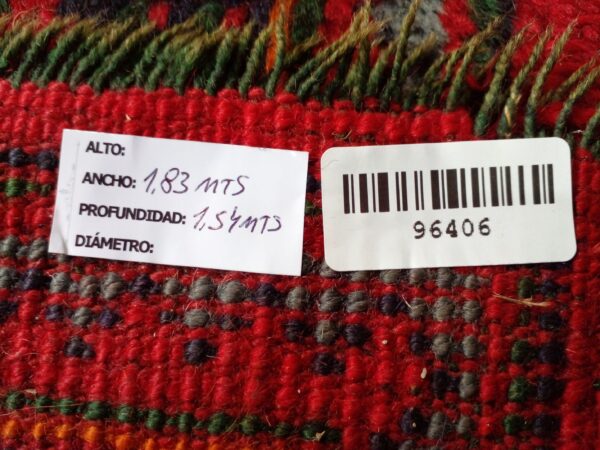 ALTO:
ANCHO: 1,83 MTS
PROFUNDIDAD: 1,54 MTS
DIÁMETRO:
96406